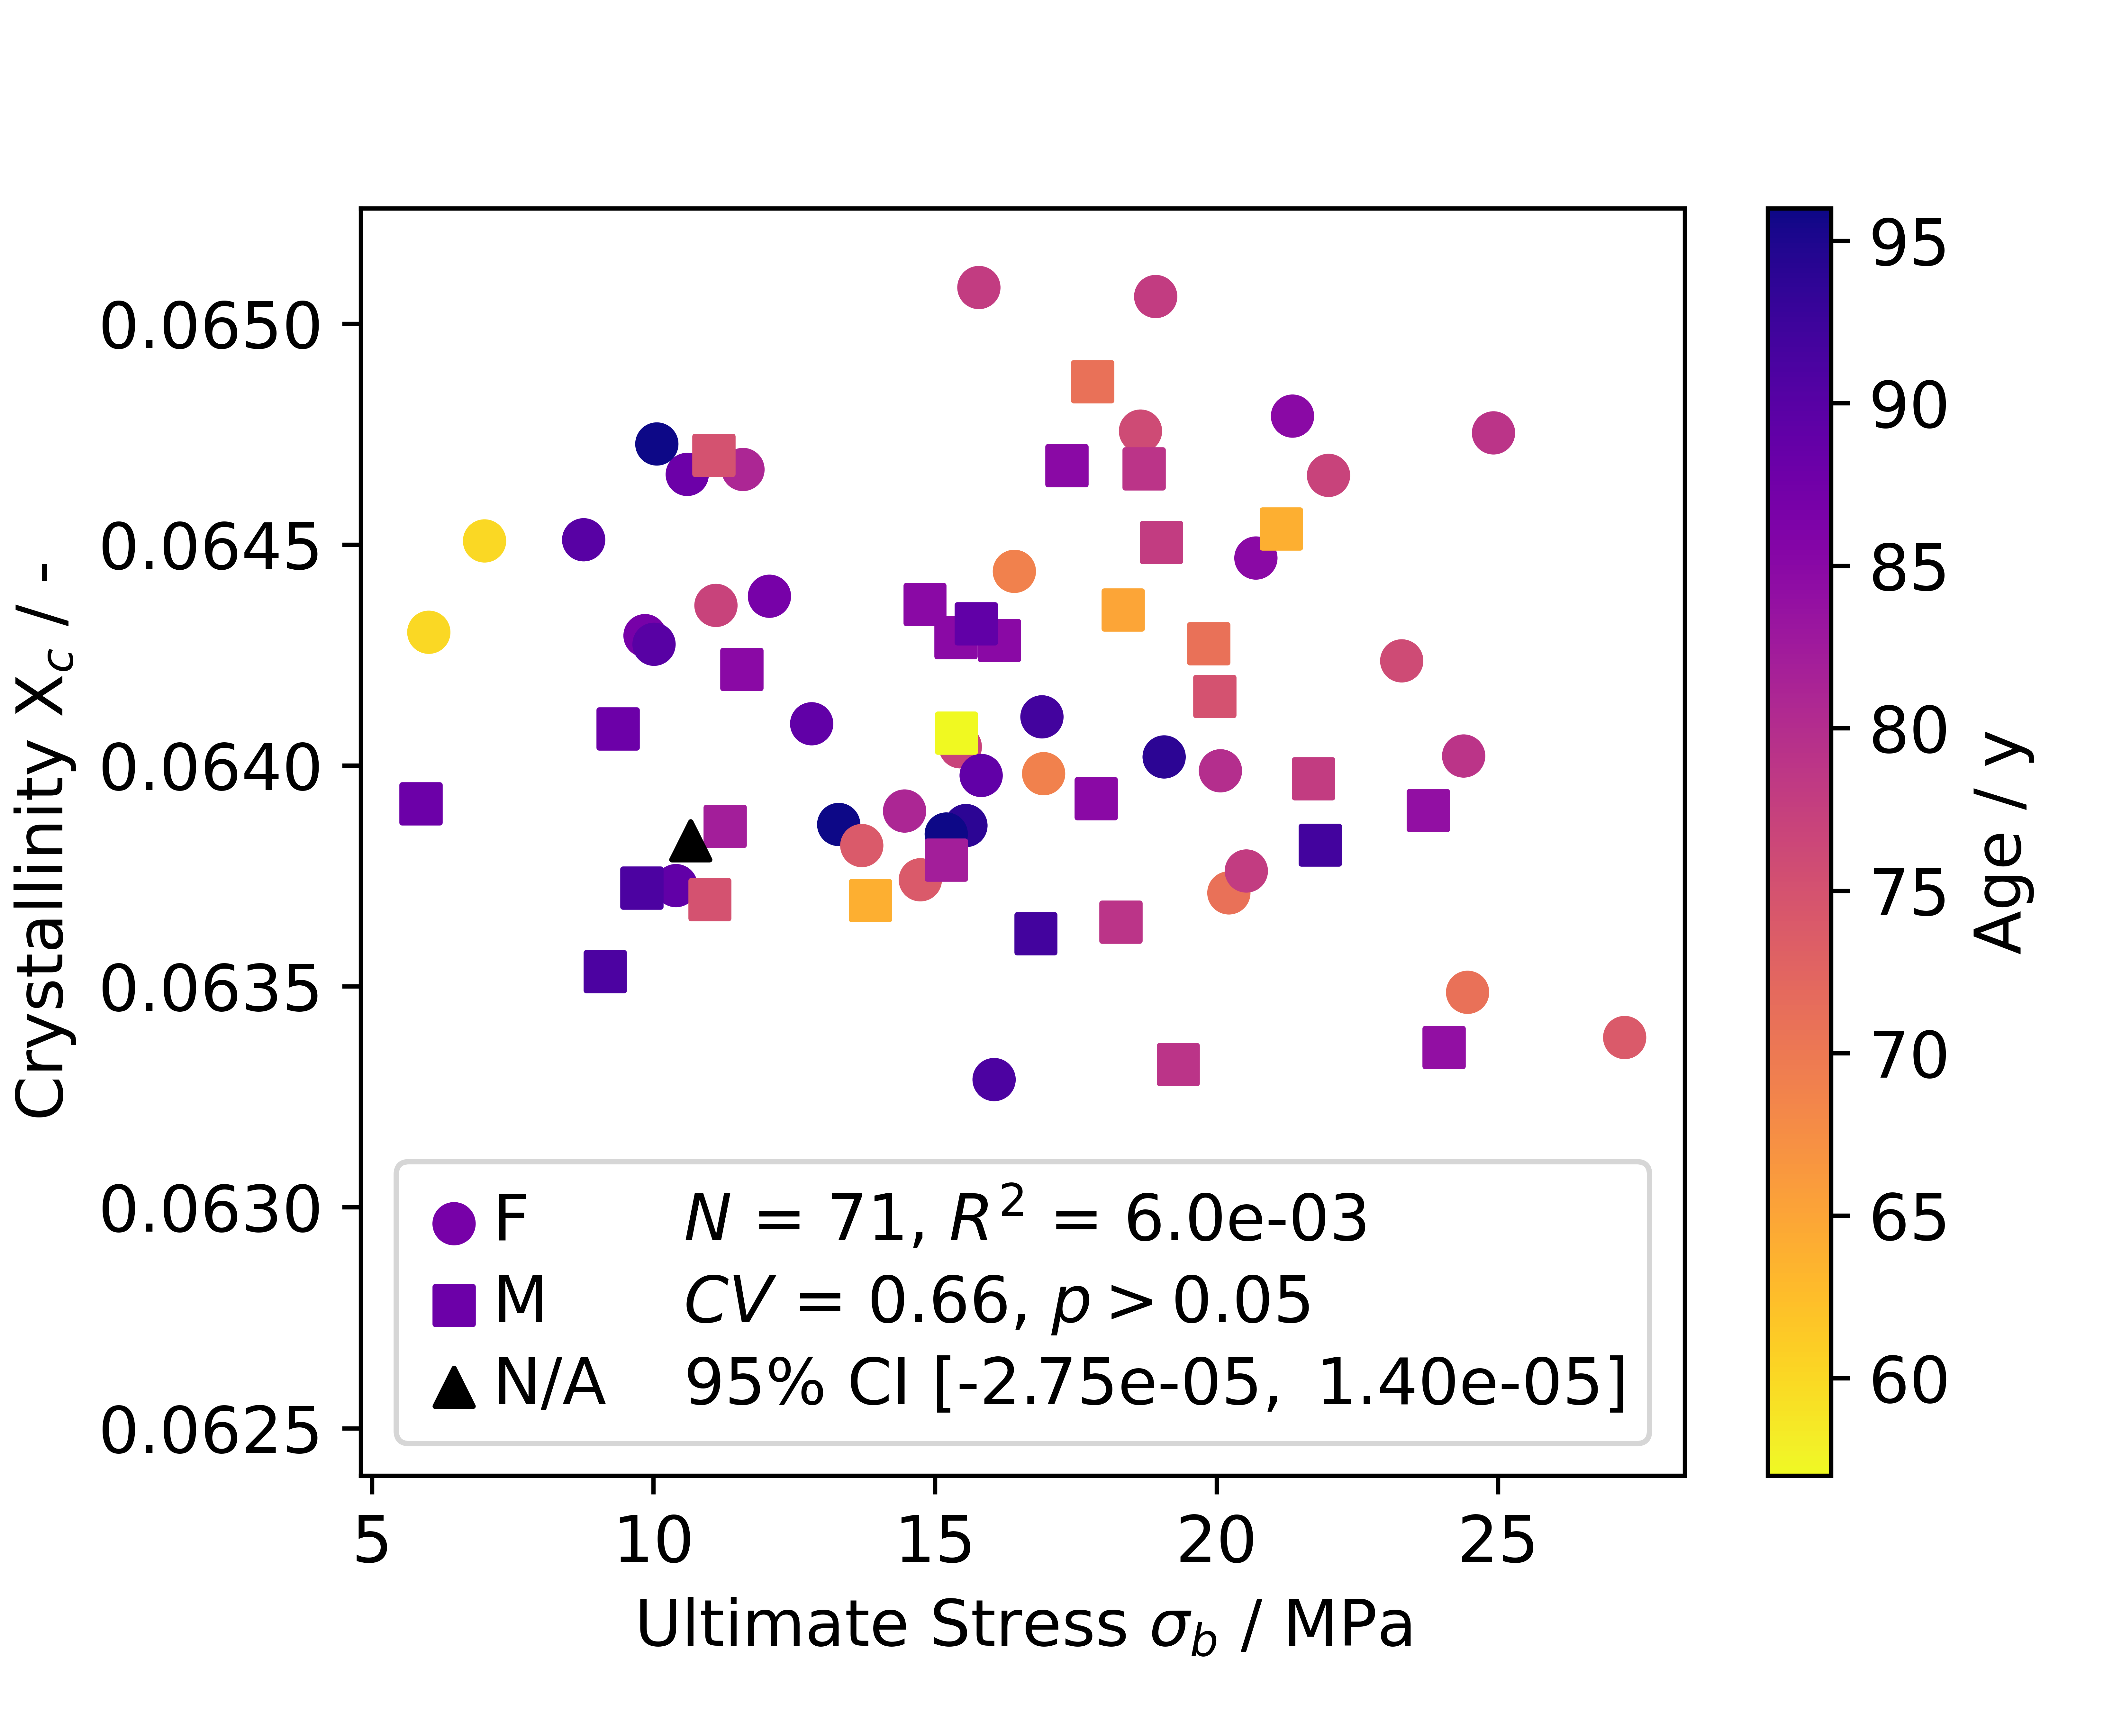 0.0650
0.0645
0.0640
0.0635
0.0630
0.0625
Crystallinity X_c / -
F
M
N/A
N = 71, R² = 6.0e-03
CV = 0.66, p > 0.05
95% CI [-2.75e-05, 1.40e-05]
5 10 15 20 25
Ultimate Stress σ_b / MPa
95
90
85
80
75
70
65
60
Age / y